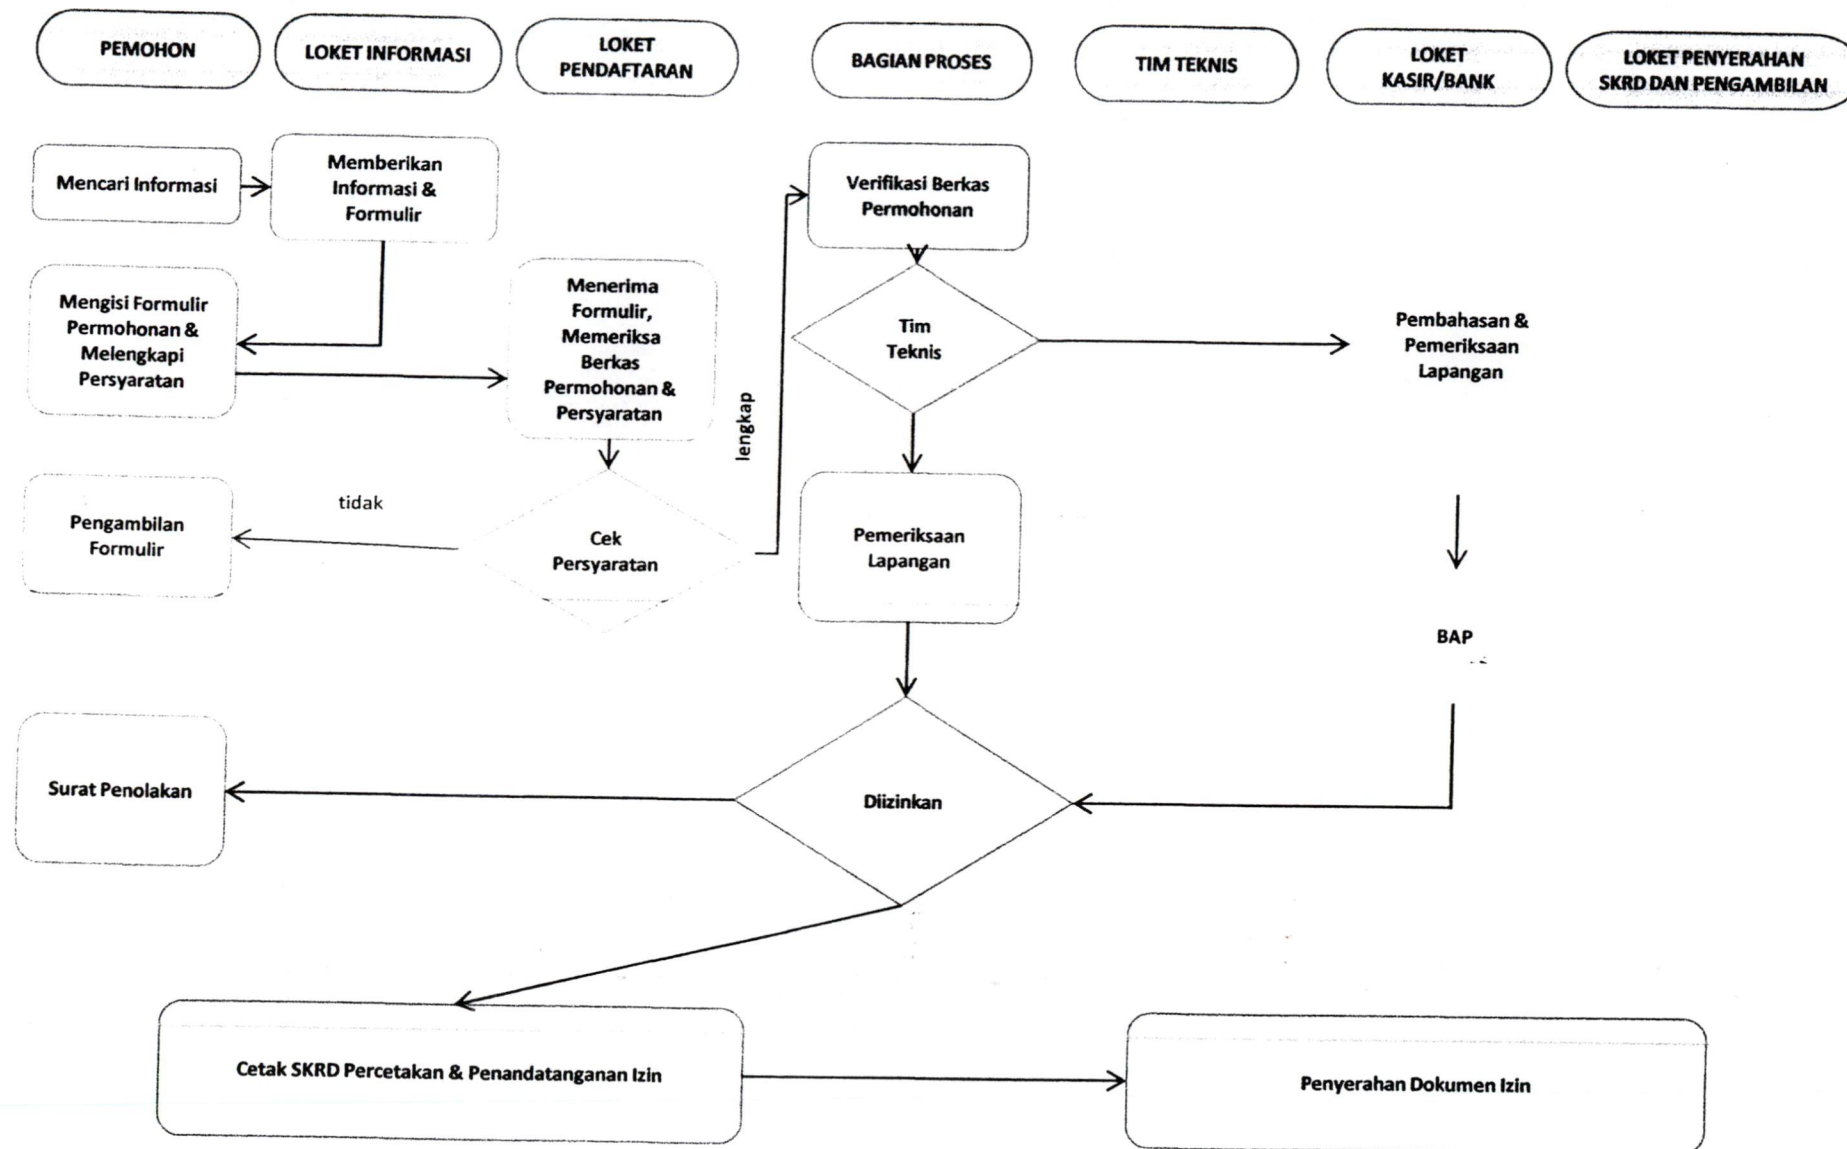 PEMOHON
LOKET INFORMASI
LOKET
PENDAFTARAN
BAGIAN PROSES
TIM TEKNIS
LOKET
KASIR/BANK
LOKET PENYERAHAN
SKRD DAN PENGAMBILAN
Mencari Informasi
Memberikan
Informasi &
Formulir
Verifikasi Berkas
Permohonan
Mengisi Formulir
Permohonan &
Melengkapi
Persyaratan
Menerima
Formulir,
Memeriksa
Berkas
Permohonan &
Persyaratan
Tim
Teknis
Pembahasan &
Pemeriksaan
Lapangan
lengkap
tidak
Pengambilan
Formulir
Cek
Persyaratan
Pemeriksaan
Lapangan
BAP
Surat Penolakan
Diizinkan
Cetak SKRD Percetakan & Penandatanganan Izin
Penyerahan Dokumen Izin